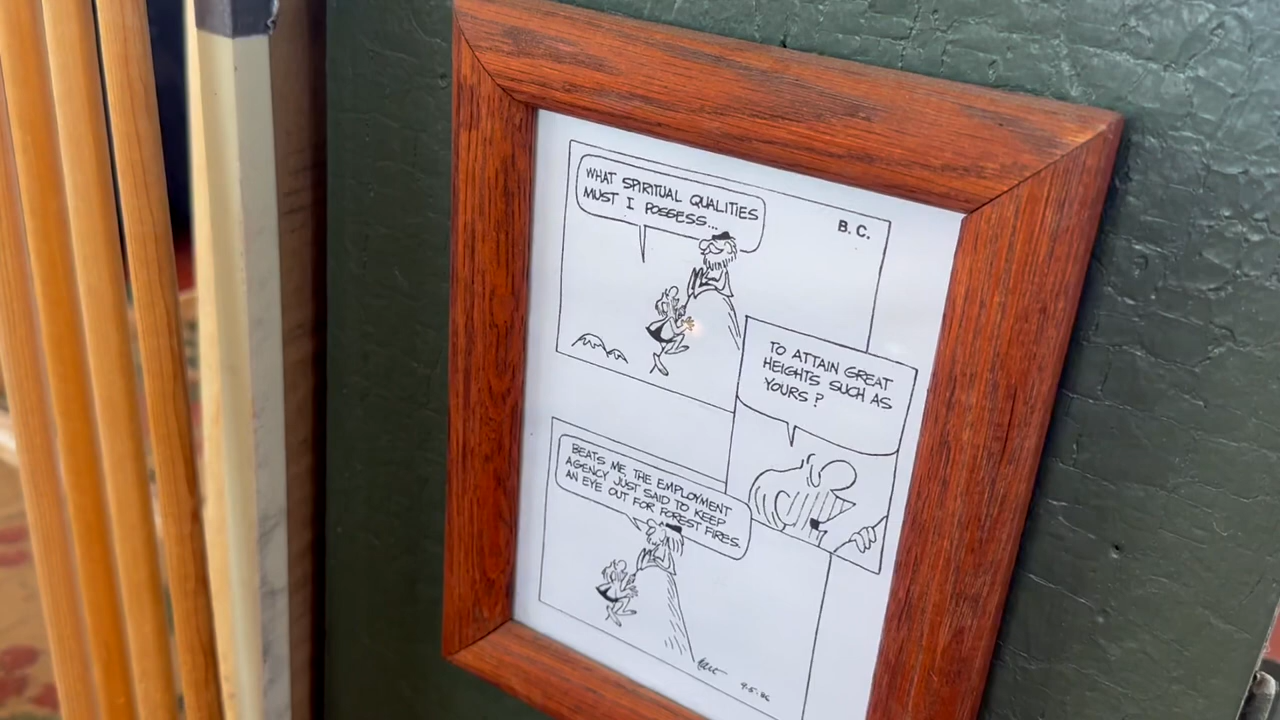 WHAT SPIRITUAL QUALITIES
MUST I POSSESS...
B. C.
TO ATTAIN GREAT
HEIGHTS SUCH AS
YOURS?
BEATS ME, THE EMPLOYMENT
AGENCY JUST SAID TO KEEP
AN EYE OUT FOR FOREST FIRES.